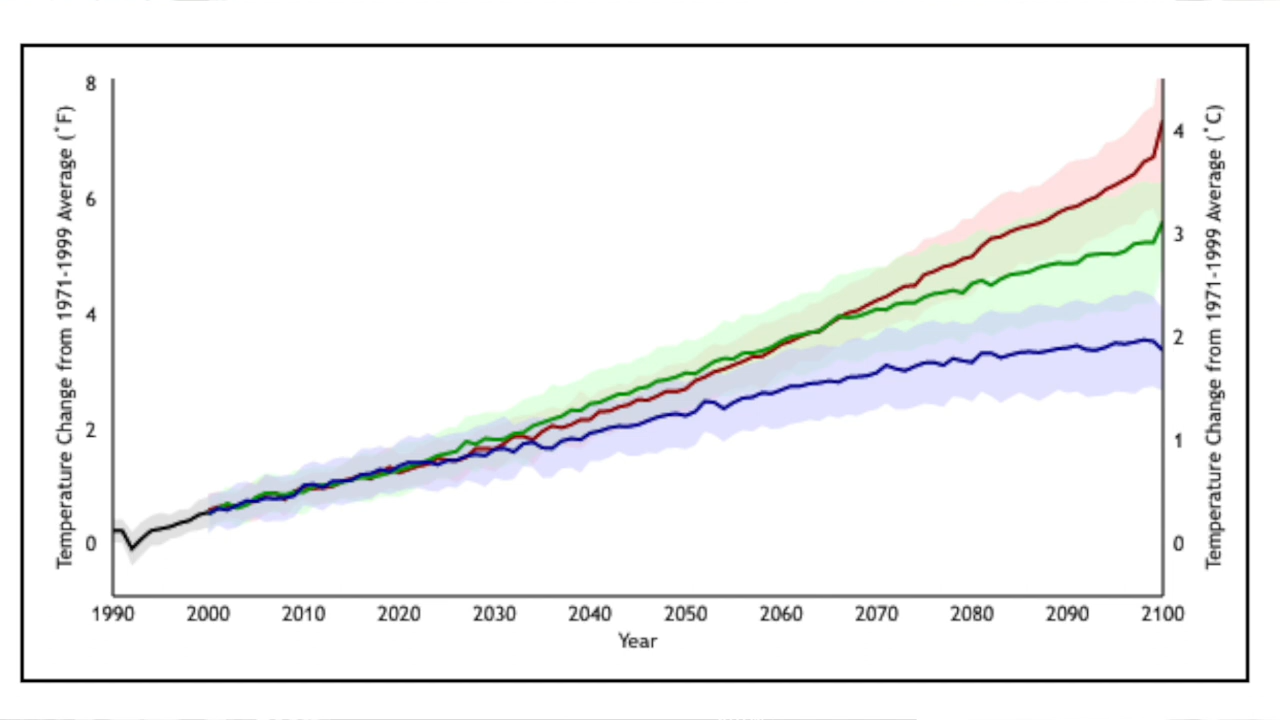 Temperature Change from 1971-1999 Average (˚F)
8
6
4
2
0
4
3
2
1
0
Temperature Change from 1971-1999 Average (˚C)
1990 2000 2010 2020 2030 2040 2050 2060 2070 2080 2090 2100
Year